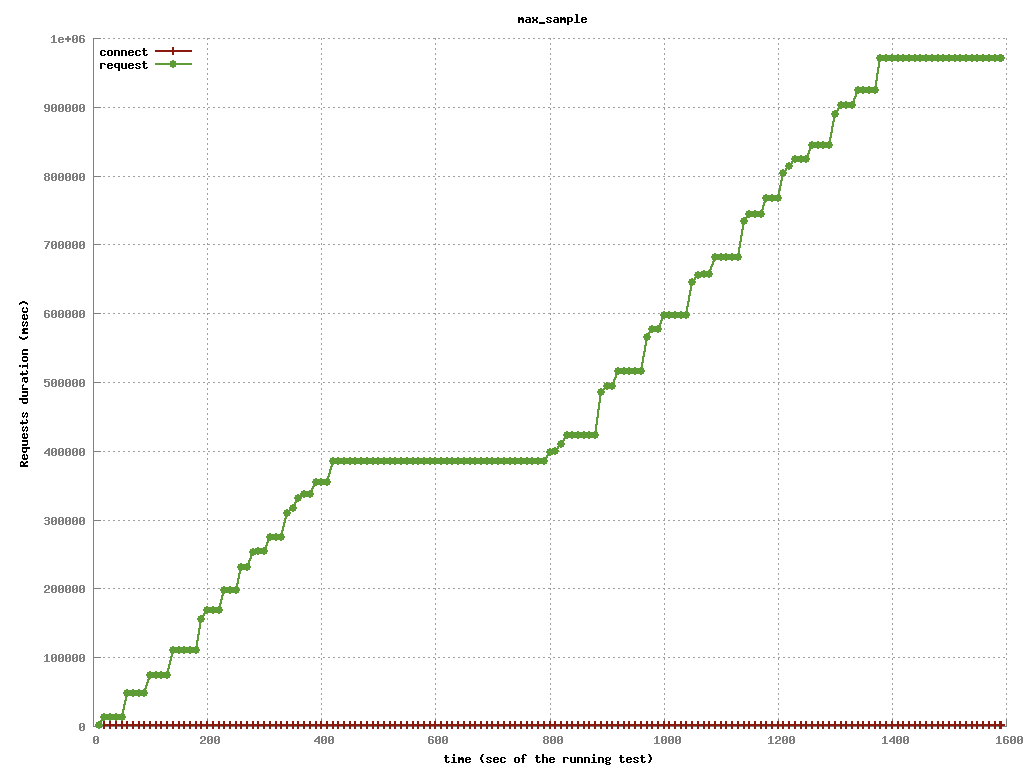 max_sample
connect
request
1e+06
900000
800000
700000
600000
500000
400000
300000
200000
100000
0
Requests duration (msec)
0 200 400 600 800 1000 1200 1400 1600
time (sec of the running test)